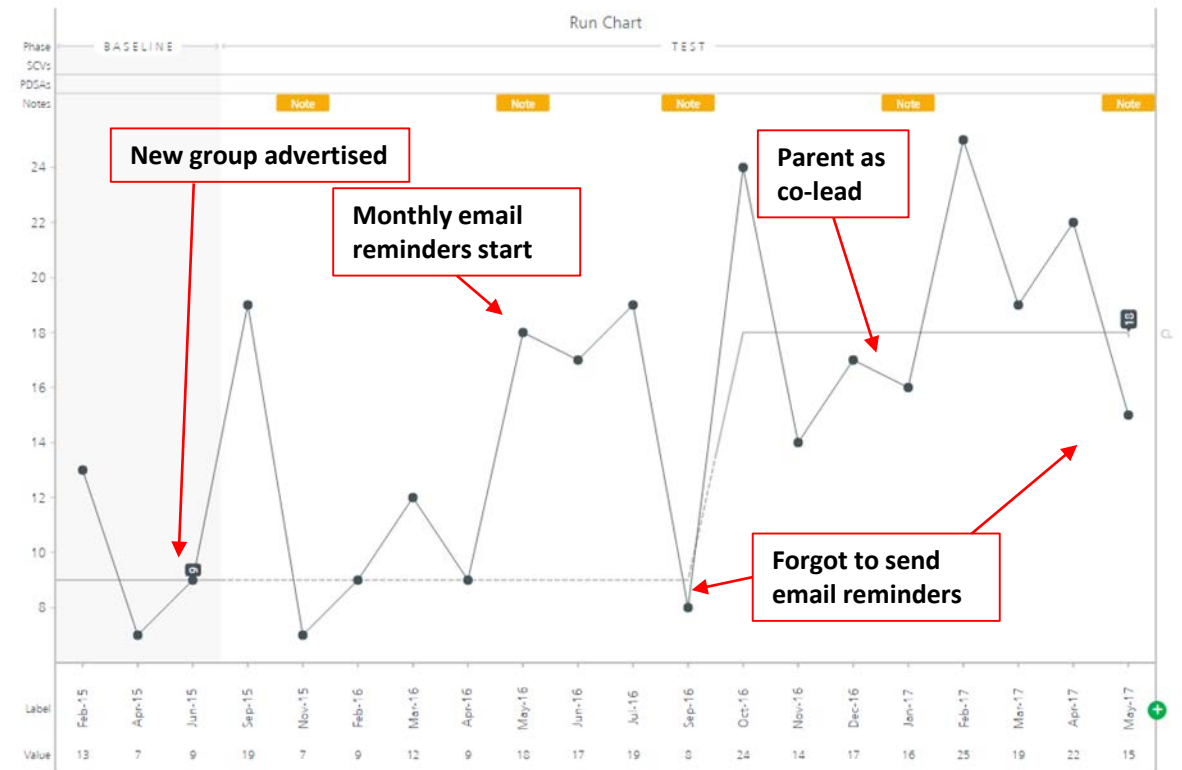 Run Chart
Phase BASELINE TEST
SCVs
PDSAs
Notes Note Note Note Note Note
New group advertised
Monthly email
reminders start
Parent as
co-lead
Forgot to send
email reminders
24
22
20
18
16
14
12
10
8
9
18
CL
Label Feb-15 Apr-15 Jun-15 Sep-15 Nov-15 Feb-16 Mar-16 Apr-16 May-16 Jun-16 Jul-16 Sep-16 Oct-16 Nov-16 Dec-16 Jan-17 Feb-17 Mar-17 Apr-17 May-17
Value 13 7 9 19 7 9 12 9 18 17 19 8 24 14 17 16 25 19 22 15